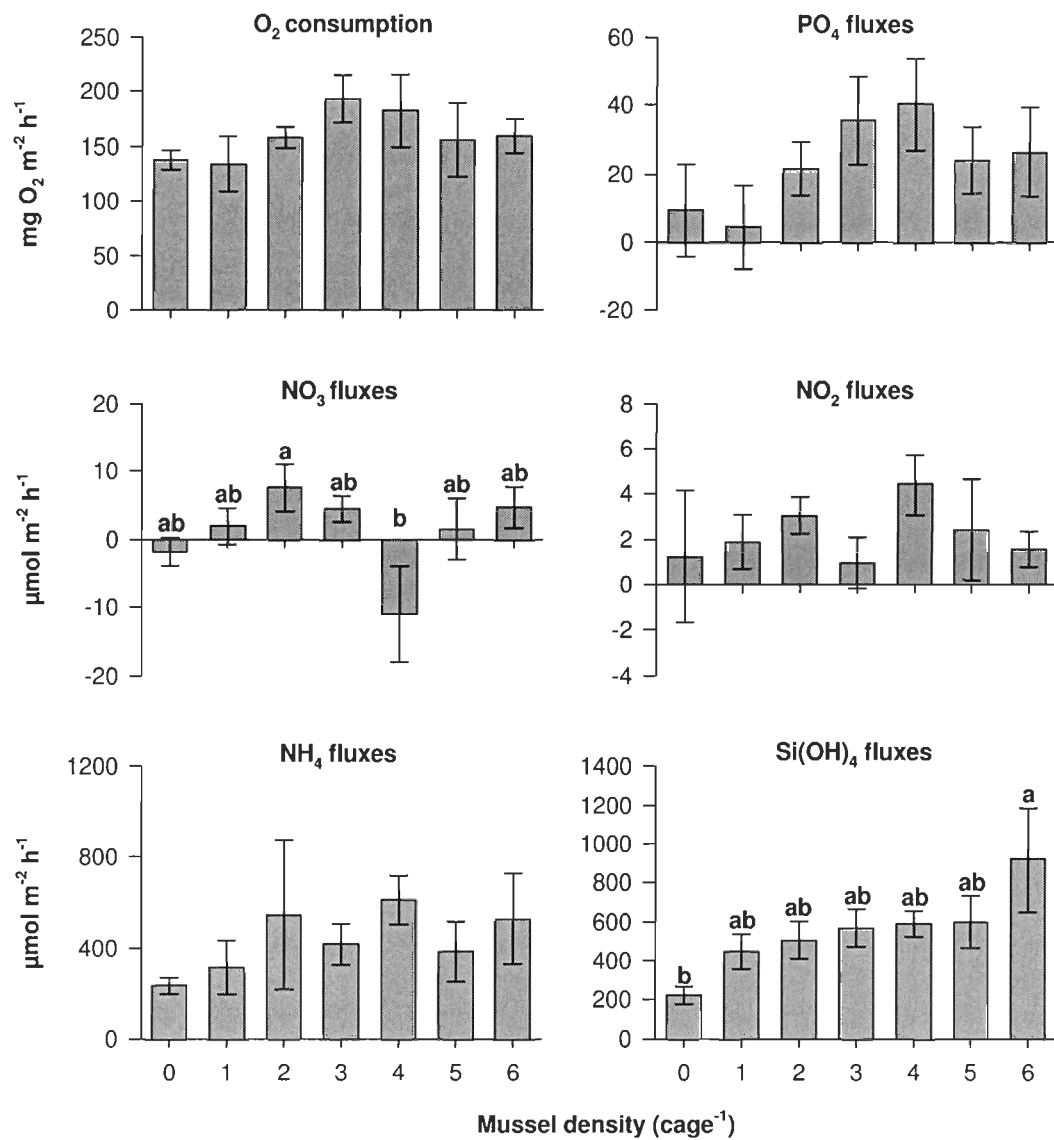 O₂ consumption
PO₄ fluxes
mg O₂ m⁻² h⁻¹
250
200
150
100
50
0
60
40
20
0
-20
NO₃ fluxes
NO₂ fluxes
µmol m⁻² h⁻¹
20
10
0
-10
-20
ab
ab
a
ab
b
ab
ab
8
6
4
2
0
-2
-4
NH₄ fluxes
Si(OH)₄ fluxes
µmol m⁻² h⁻¹
1200
800
400
0
0 1 2 3 4 5 6
1400
1200
1000
800
600
400
200
0
b
ab
ab
ab
ab
ab
a
0 1 2 3 4 5 6
Mussel density (cage⁻¹)